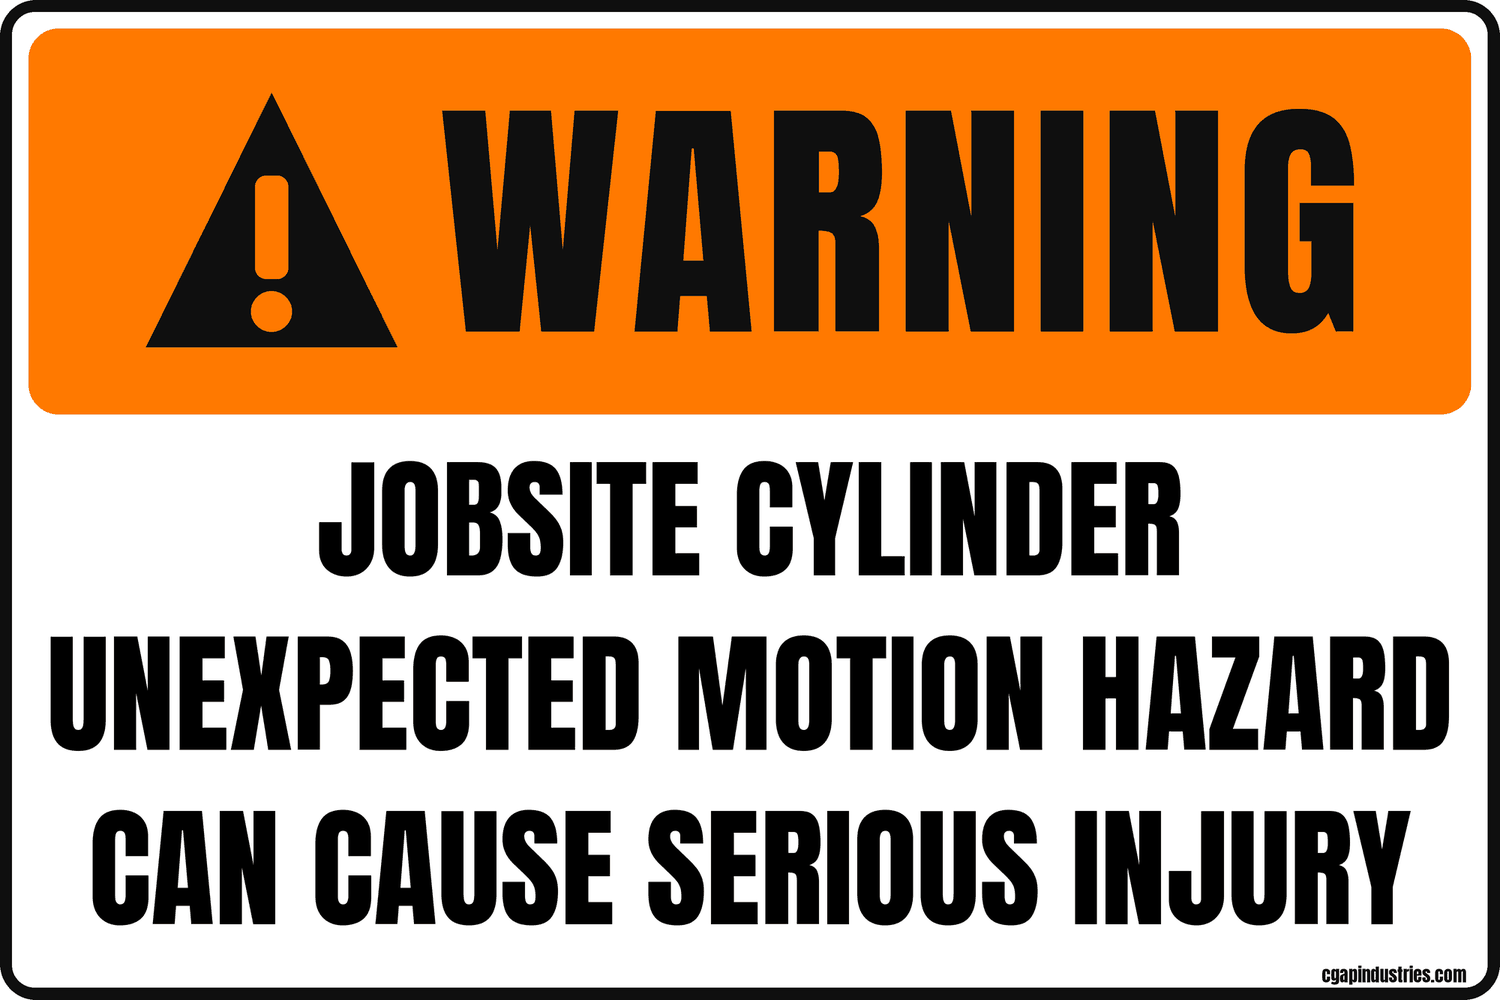 WARNING
JOBSITE CYLINDER
UNEXPECTED MOTION HAZARD
CAN CAUSE SERIOUS INJURY
cgapindustries.com